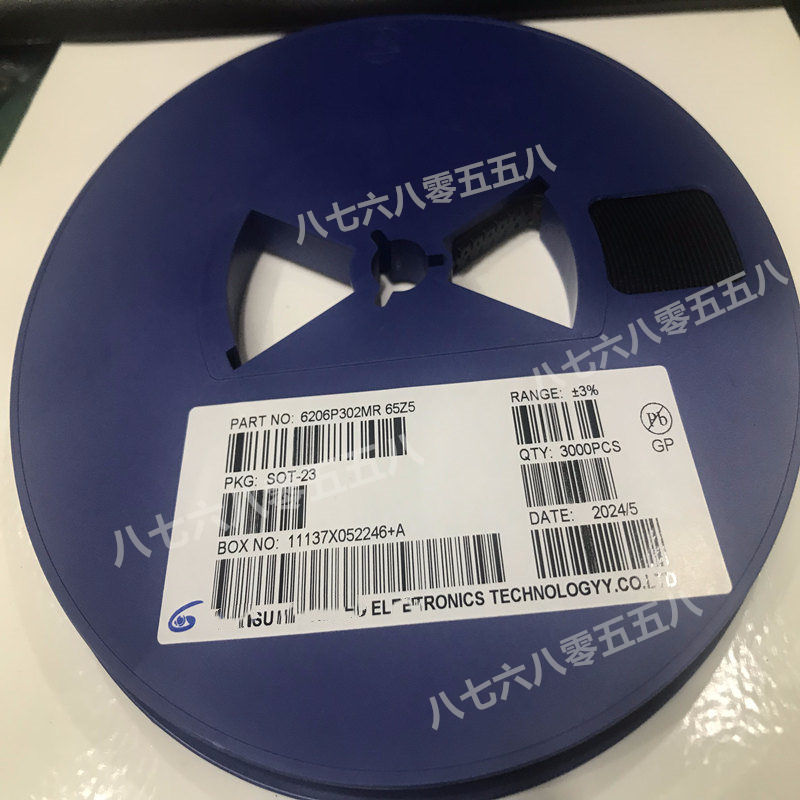 八七六八零五五八
八七六八零五五八
PART NO: 6206P302MR 65Z5
RANGE: ±3%
Pb
GP
PKG: SOT-23
QTY: 3000PCS
八七六八零五五八
BOX NO: 11137X052246+A
DATE: 2024/5
ELEETRONICS TECHNOLOGYY.CO.LTD
八七六八零五五八